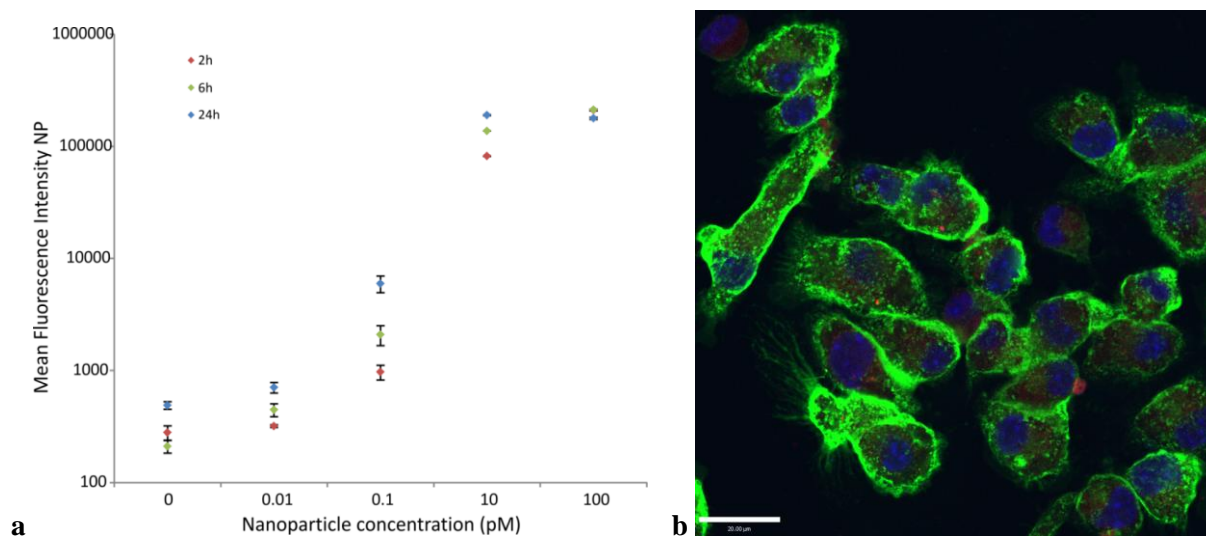 1000000
2h
6h
24h
100000
10000
1000
100
Mean Fluorescence Intensity NP
0 0.01 0.1 10 100
Nanoparticle concentration (pM)
a
b